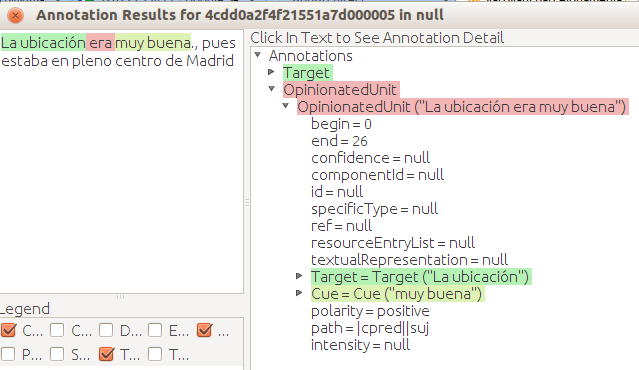 Annotation Results for 4cdd0a2f4f21551a7d000005 in null
La ubicación era muy buena., pues
estaba en pleno centro de Madrid
Click In Text to See Annotation Detail
Annotations
Target
OpinionatedUnit
OpinionatedUnit ("La ubicación era muy buena")
begin = 0
end = 26
confidence = null
componentId = null
id = null
specificType = null
ref = null
resourceEntryList = null
textualRepresentation = null
Target = Target ("La ubicación")
Cue = Cue ("muy buena")
polarity = positive
path = |cpred||suj
intensity = null
Legend
C... C... D... E... ...
P... S... T... T...